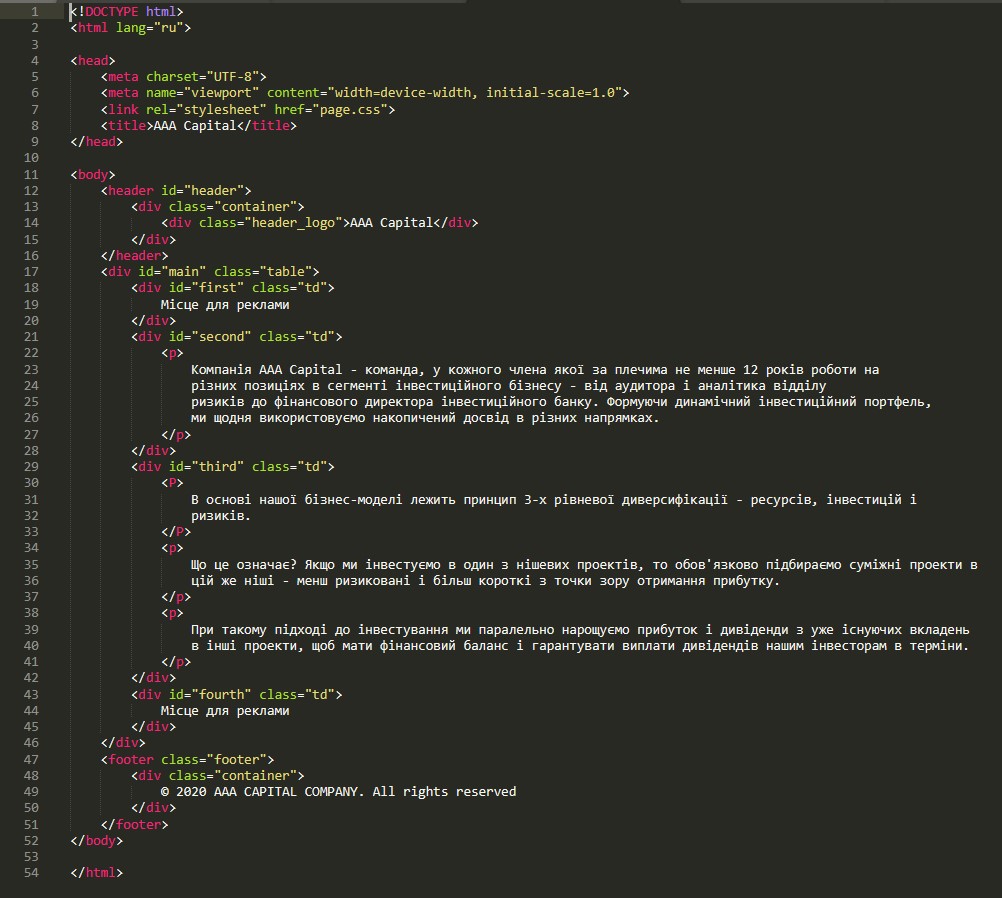 1 <!DOCTYPE html>
2 <html lang="ru">
3
4 <head>
5     <meta charset="UTF-8">
6     <meta name="viewport" content="width=device-width, initial-scale=1.0">
7     <link rel="stylesheet" href="page.css">
8     <title>AAA Capital</title>
9 </head>
10
11 <body>
12     <header id="header">
13         <div class="container">
14             <div class="header_logo">AAA Capital</div>
15         </div>
16     </header>
17     <div id="main" class="table">
18         <div id="first" class="td">
19             Місце для реклами
20         </div>
21         <div id="second" class="td">
22             <p>
23                 Компанія ААА Capital - команда, у кожного члена якої за плечима не менше 12 років роботи на
24                 різних позиціях в сегменті інвестиційного бізнесу - від аудитора і аналітика відділу
25                 ризиків до фінансового директора інвестиційного банку. Формуючи динамічний інвестиційний портфель,
26                 ми щодня використовуємо накопичений досвід в різних напрямках.
27             </p>
28         </div>
29         <div id="third" class="td">
30             <P>
31                 В основі нашої бізнес-моделі лежить принцип 3-х рівневої диверсифікації - ресурсів, інвестицій і
32                 ризиків.
33             </P>
34             <p>
35                 Що це означає? Якщо ми інвестуємо в один з нішевих проектів, то обов'язково підбираємо суміжні проекти в
36                 цій же ніші - менш ризиковані і більш короткі з точки зору отримання прибутку.
37             </p>
38             <p>
39                 При такому підході до інвестування ми паралельно нарощуємо прибуток і дивіденди з уже існуючих вкладень
40                 в інші проекти, щоб мати фінансовий баланс і гарантувати виплати дивідендів нашим інвесторам в терміни.
41             </p>
42         </div>
43         <div id="fourth" class="td">
44             Місце для реклами
45         </div>
46     </div>
47     <footer class="footer">
48         <div class="container">
49             © 2020 AAA CAPITAL COMPANY. All rights reserved
50         </div>
51     </footer>
52 </body>
53
54 </html>